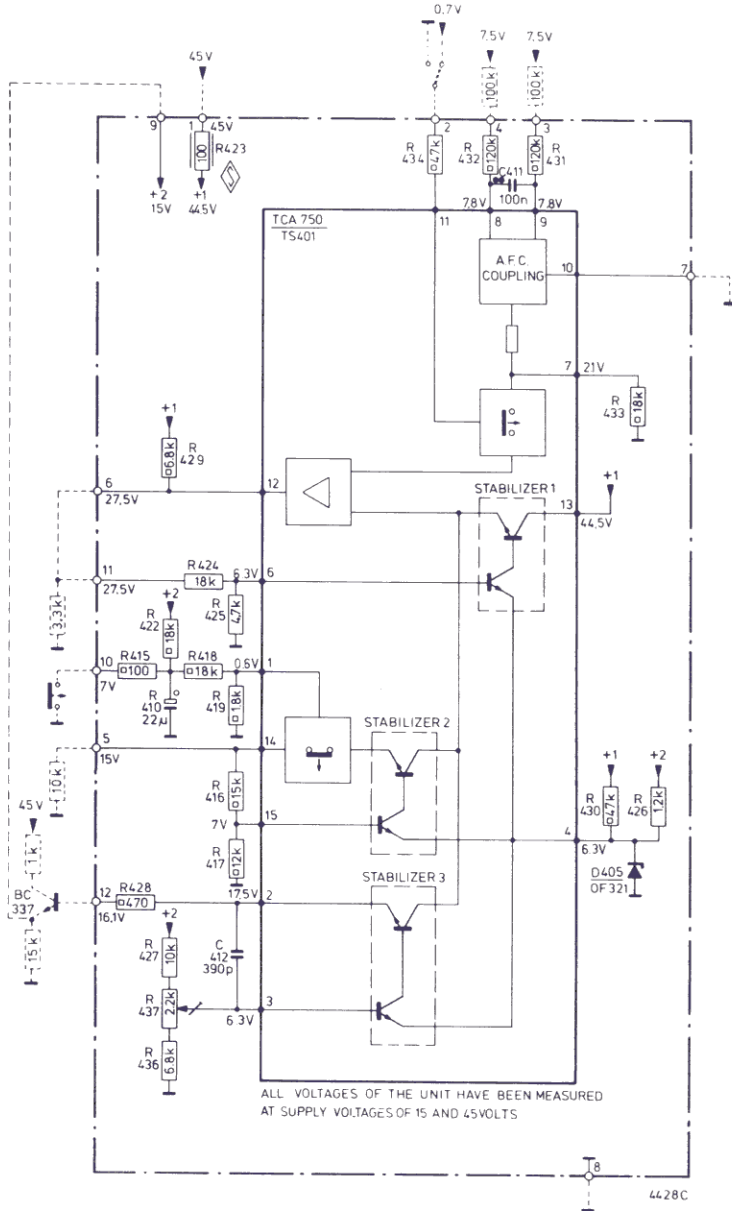 0.7V
7.5V
7.5V
45V
100k
100k
9
1
45V
R423
100
2
4
3
R
434
47k
R
432
120k
R
431
120k
C411
100n
+2
15V
+1
44.5V
7.8V
7.8V
TCA 750
TS401
11
8
9
A.F.C.
COUPLING
10
7
7
21V
R
433
18k
+1
R
429
6.8k
6
27,5V
12
STABILIZER 1
13
44,5V
+1
11
27,5V
R424
18k
6.3V
6
R
425
4.7k
3.3k
+2
R
422
18k
10
7V
R415
100
R418
18k
0.6V
1
R
410
22µ
R
419
1.8k
STABILIZER 2
5
15V
14
10k
R
416
15k
7V
15
R
417
12k
+1
+2
R
430
47k
R
426
1.2k
4
6.3V
D405
OF321
45V
1k
BC
337
15k
12
16,1V
R428
470
17,5V
2
STABILIZER 3
+2
R
427
10k
C
412
390p
R
437
2.2k
6.3V
3
R
436
6.8k
ALL VOLTAGES OF THE UNIT HAVE BEEN MEASURED
AT SUPPLY VOLTAGES OF 15 AND 45VOLTS
8
4428C